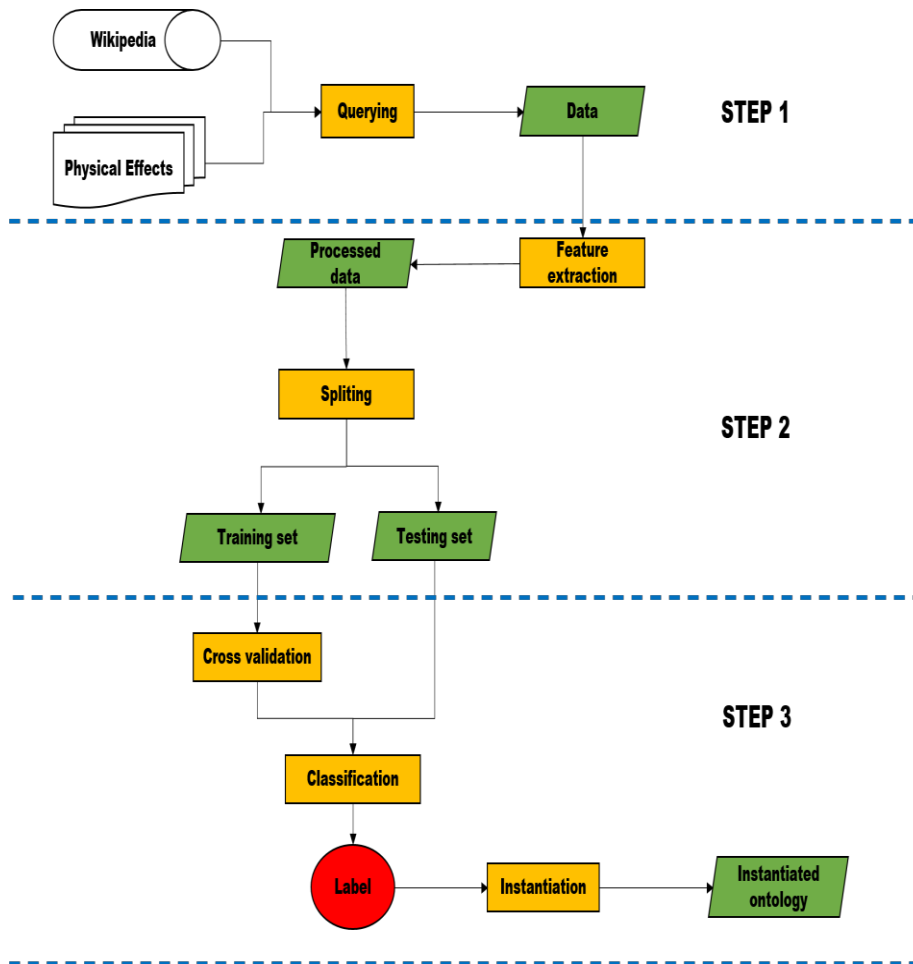 Wikipedia
Querying
Data
STEP 1
Physical Effects
Processed
data
Feature
extraction
Spliting
STEP 2
Training set
Testing set
Cross validation
STEP 3
Classification
Label
Instantiation
Instantiated
ontology